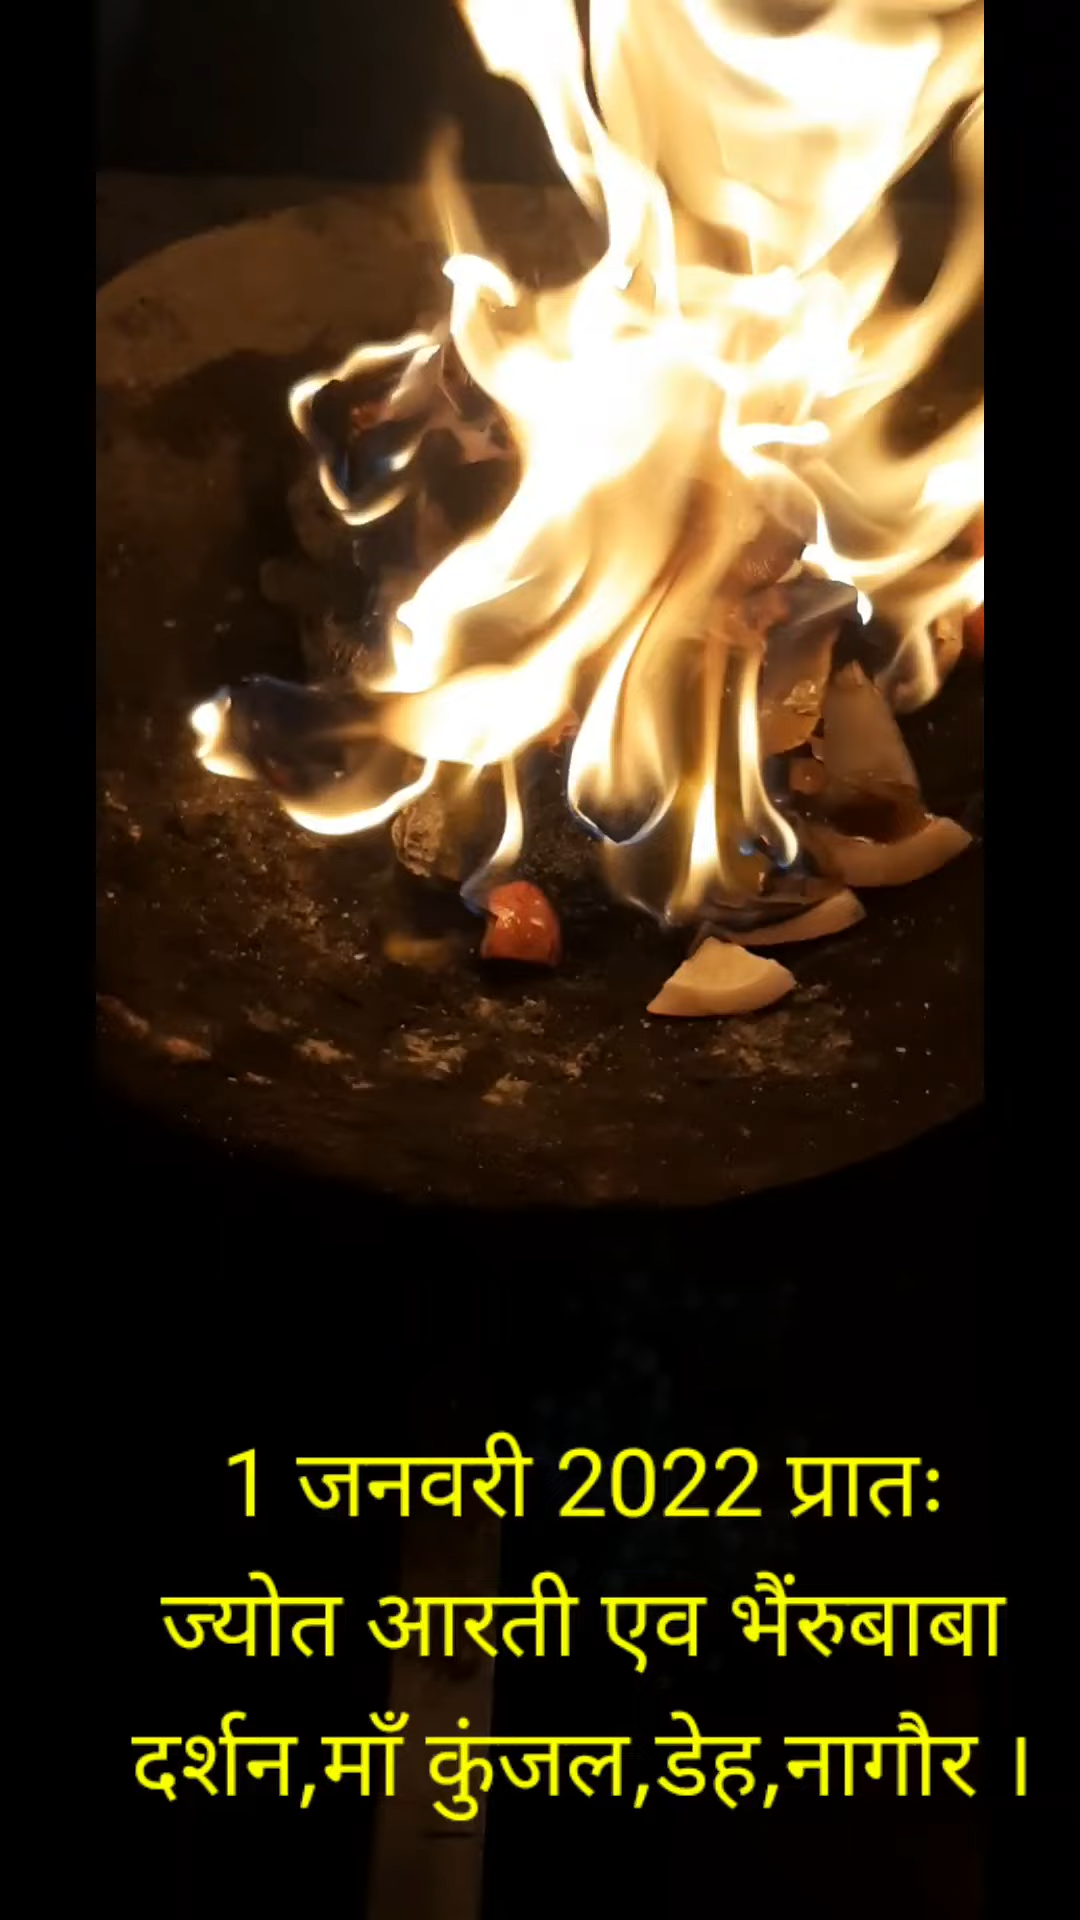 1 जनवरी 2022 प्रातः
ज्योत आरती एव भैंरुबाबा
दर्शन,माँ कुंजल,डेह,नागौर ।